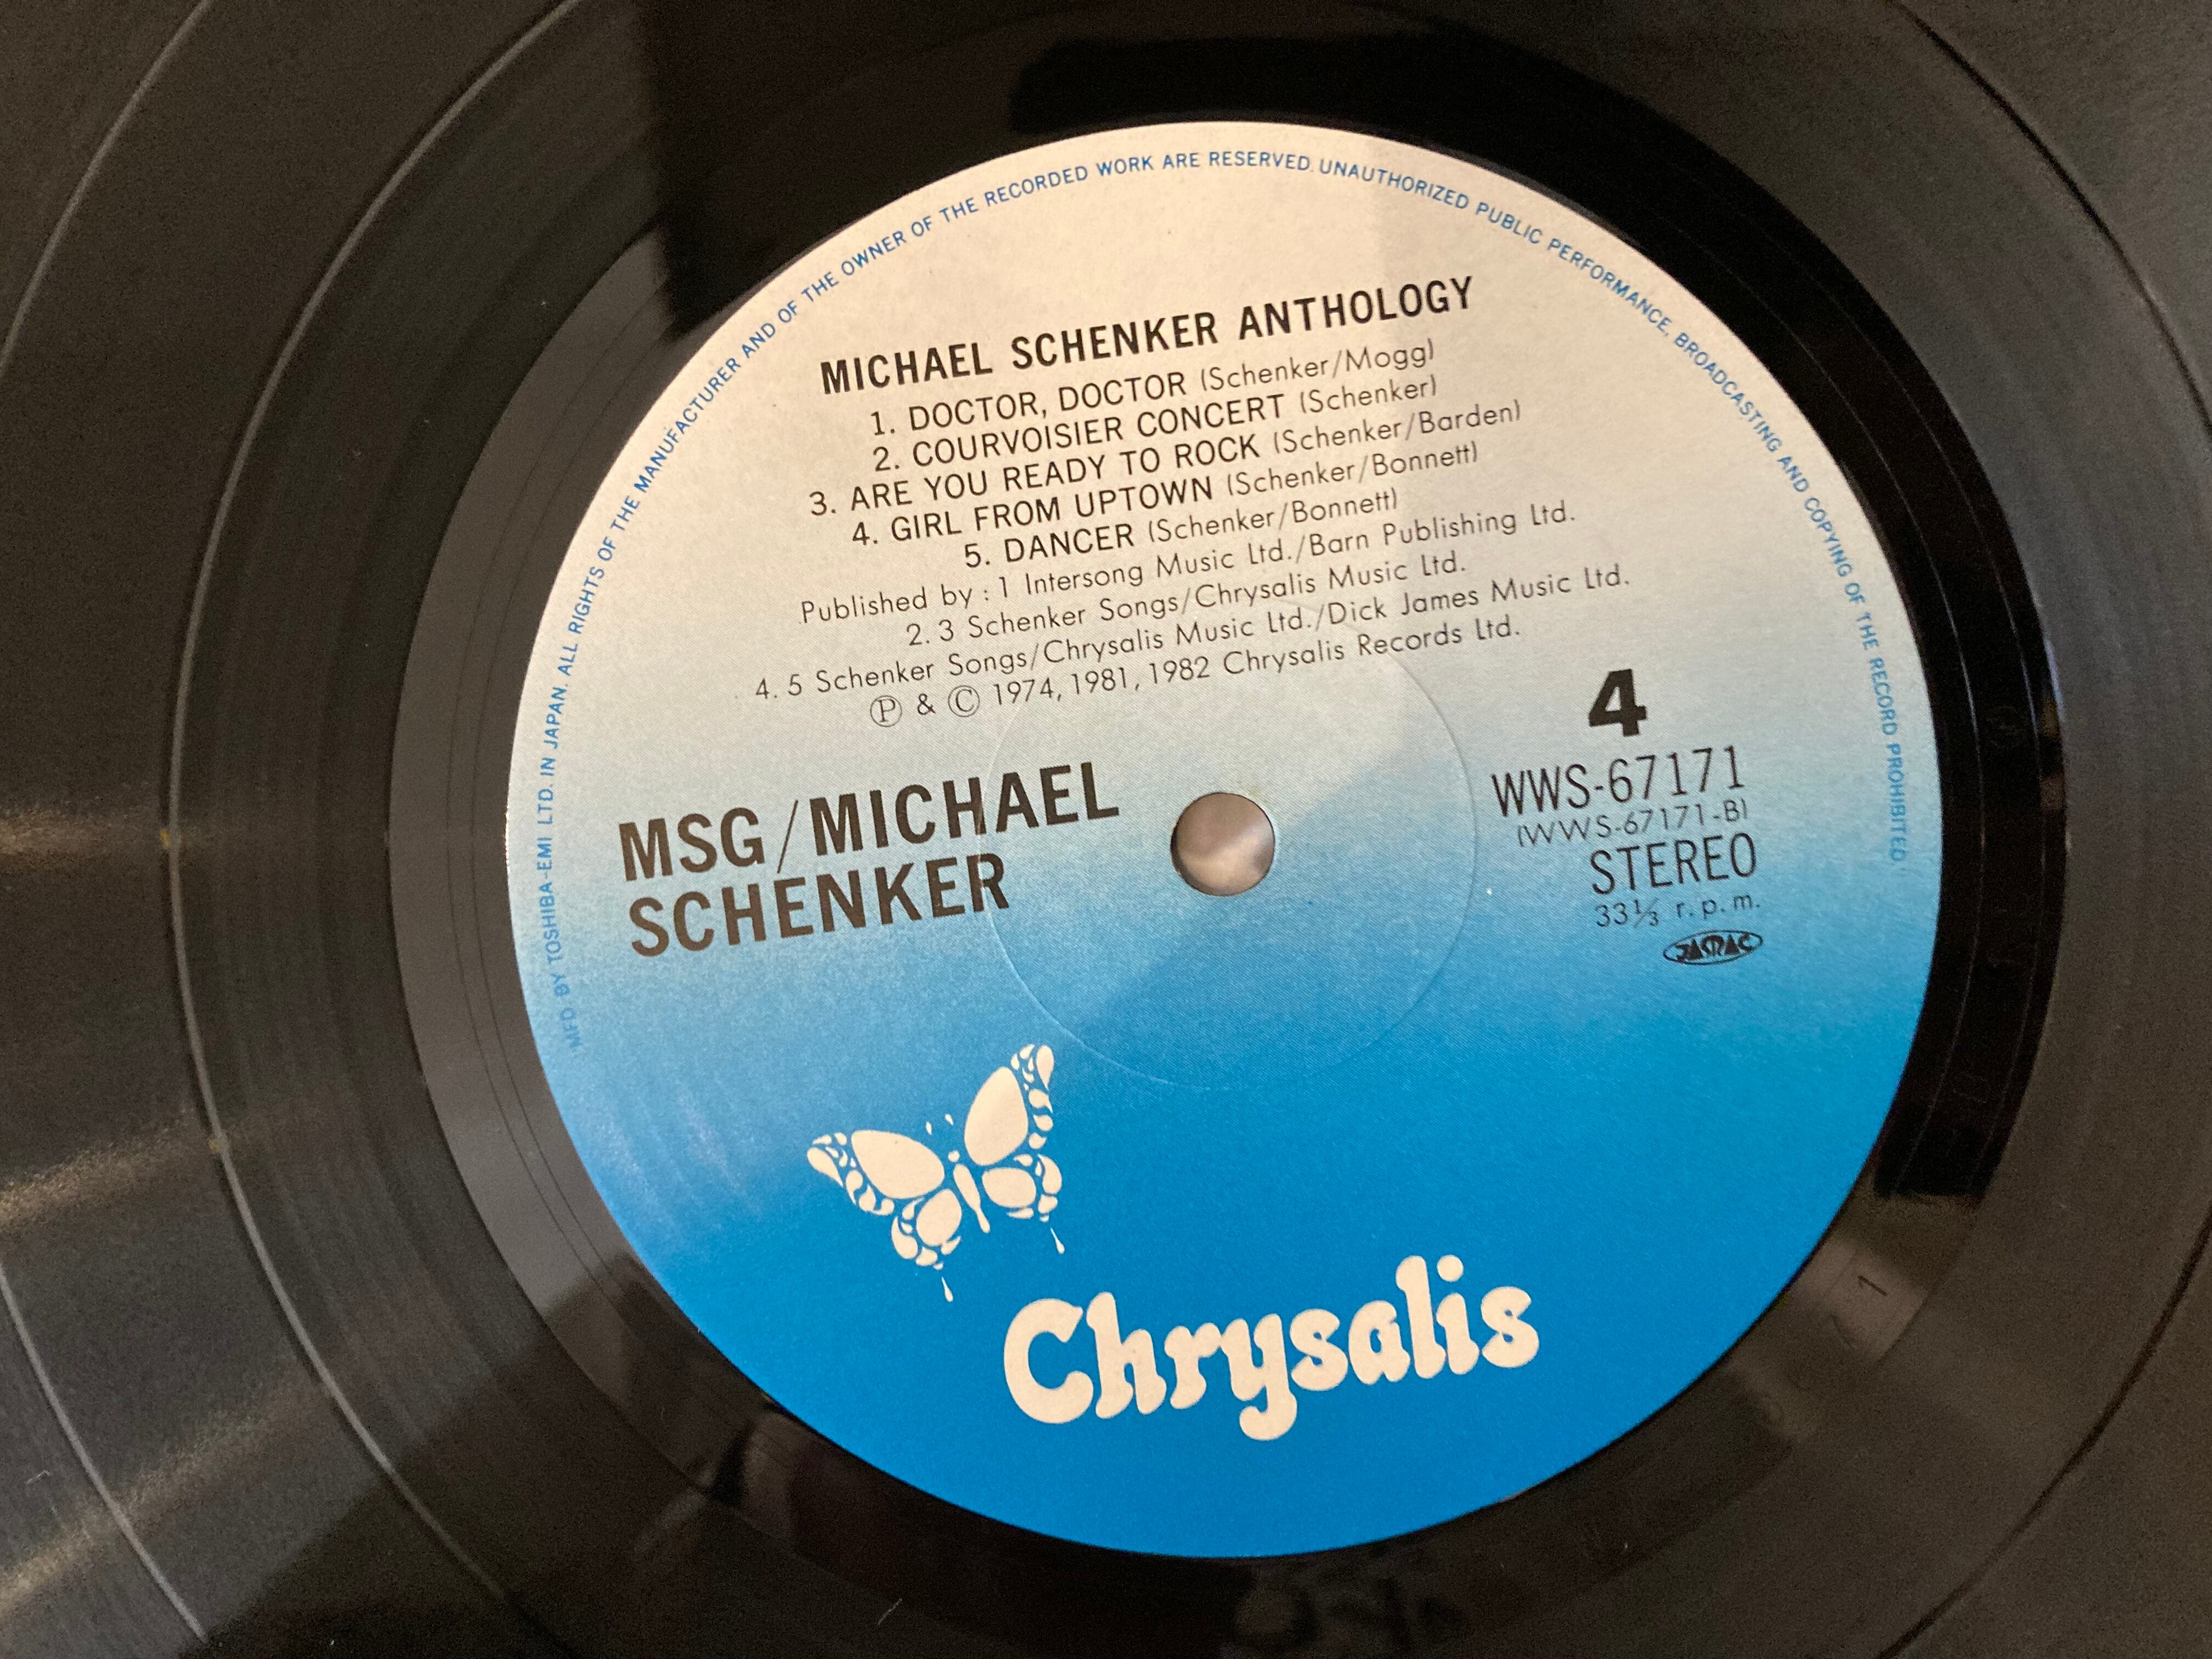 MFD BY TOSHIBA-EMI LTD. IN JAPAN. ALL RIGHTS OF THE MANUFACTURER AND OF THE OWNER OF THE RECORDED WORK ARE RESERVED. UNAUTHORIZED PUBLIC PERFORMANCE, BROADCASTING AND COPYING OF THE RECORD PROHIBITED
MICHAEL SCHENKER ANTHOLOGY
1. DOCTOR, DOCTOR (Schenker/Mogg)
2. COURVOISIER CONCERT (Schenker)
3. ARE YOU READY TO ROCK (Schenker/Barden)
4. GIRL FROM UPTOWN (Schenker/Bonnett)
5. DANCER (Schenker/Bonnett)
Published by : 1 Intersong Music Ltd./Barn Publishing Ltd.
2. 3 Schenker Songs/Chrysalis Music Ltd.
4. 5 Schenker Songs/Chrysalis Music Ltd./Dick James Music Ltd.
Ⓟ & Ⓒ 1974, 1981, 1982 Chrysalis Records Ltd.
MSG/MICHAEL
SCHENKER
4
WWS-67171
(WWS-67171-B)
STEREO
33⅓ r.p.m.
JASRAC
Chrysalis